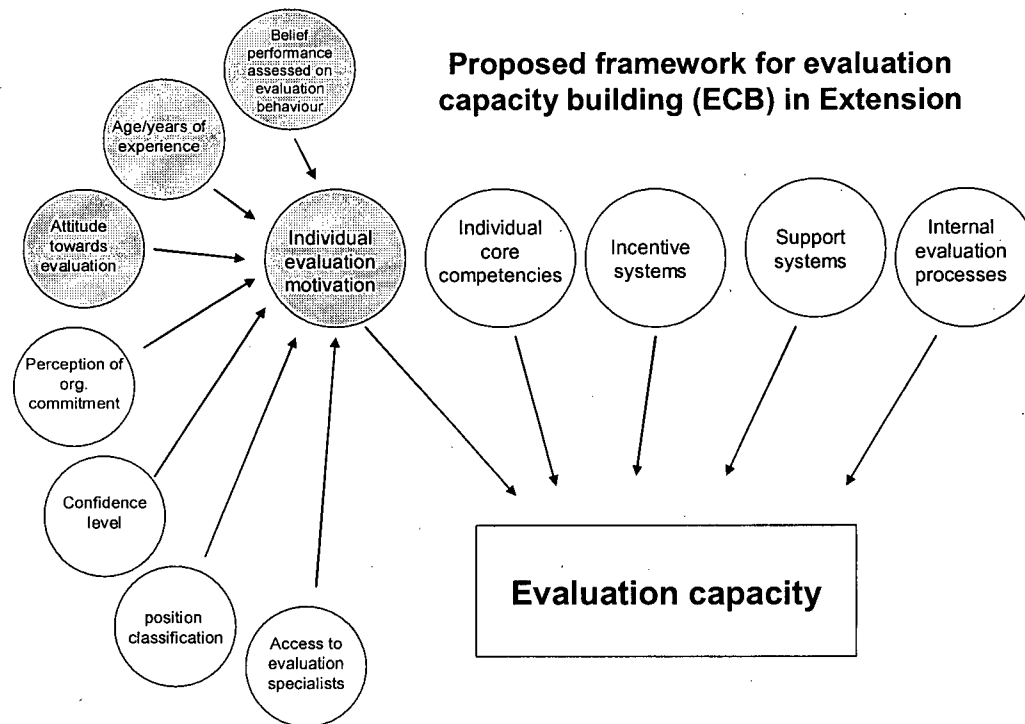 Proposed framework for evaluation
capacity building (ECB) in Extension
Belief
performance
assessed on
evaluation
behaviour
Age/years of
experience
Attitude
towards
evaluation
Perception of
org.
commitment
Confidence
level
position
classification
Access to
evaluation
specialists
Individual
evaluation
motivation
Individual
core
competencies
Incentive
systems
Support
systems
Internal
evaluation
processes
Evaluation capacity